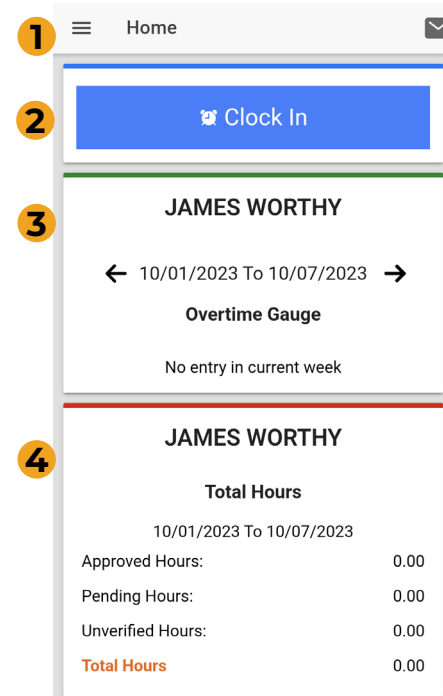 1
Home
2
Clock In
3
JAMES WORTHY
10/01/2023 To 10/07/2023
Overtime Gauge
No entry in current week
4
JAMES WORTHY
Total Hours
10/01/2023 To 10/07/2023
Approved Hours: 0.00
Pending Hours: 0.00
Unverified Hours: 0.00
Total Hours 0.00